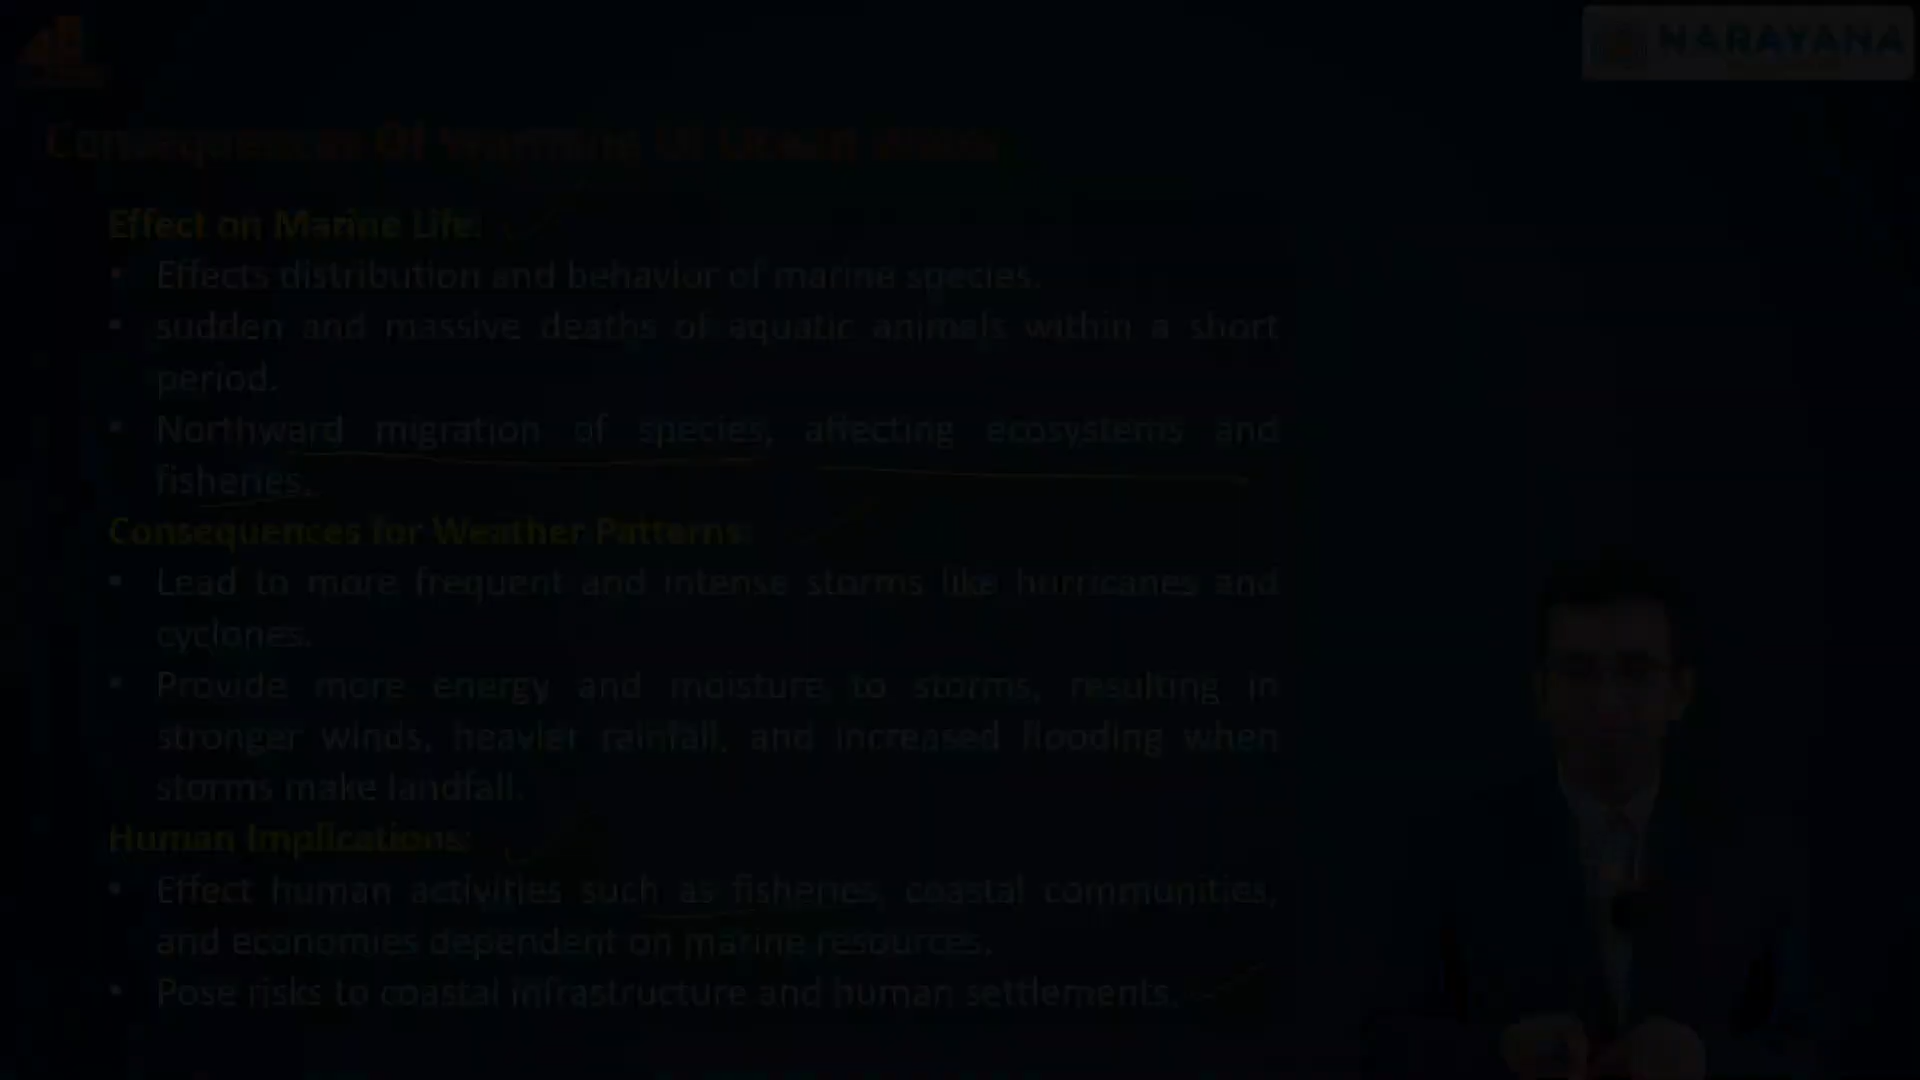 NARAYANA
Consequences Of Warming Of Ocean Water
Effect on Marine Life:
• Effects distribution and behavior of marine species.
• sudden and massive deaths of aquatic animals within a short
period.
• Northward migration of species, affecting ecosystems and
fisheries.
Consequences for Weather Patterns:
• Lead to more frequent and intense storms like hurricanes and
cyclones.
• Provide more energy and moisture to storms, resulting in
stronger winds, heavier rainfall, and increased flooding when
storms make landfall.
Human Implications:
• Effect human activities such as fisheries, coastal communities,
and economies dependent on marine resources.
• Pose risks to coastal infrastructure and human settlements.